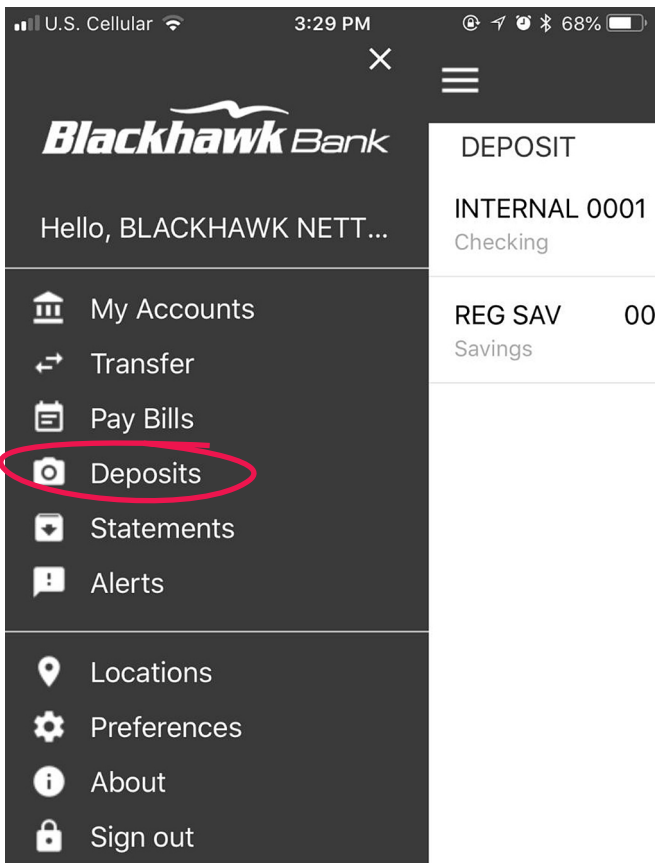 U.S. Cellular 3:29 PM 68%
Blackhawk Bank
Hello, BLACKHAWK NETT...
My Accounts
Transfer
Pay Bills
Deposits
Statements
Alerts
Locations
Preferences
About
Sign out
DEPOSIT
INTERNAL 0001
Checking
REG SAV 00
Savings